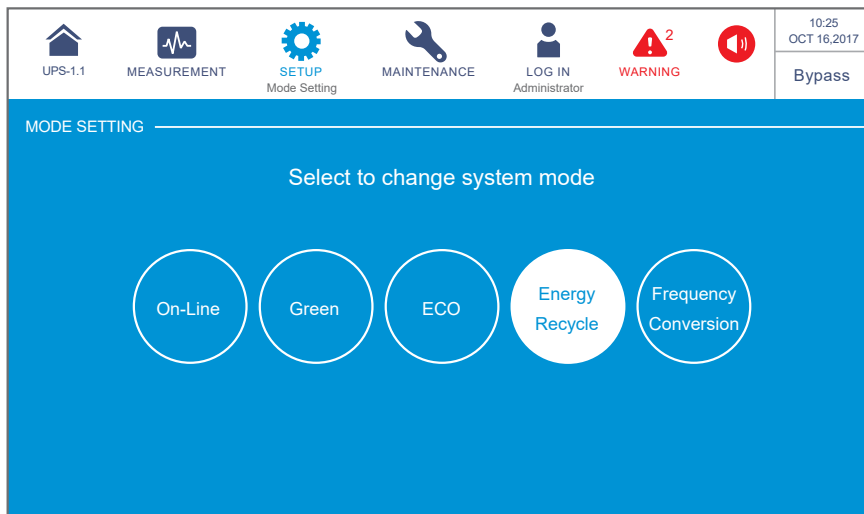 UPS-1.1
MEASUREMENT
SETUP
Mode Setting
MAINTENANCE
LOG IN
Administrator
2
WARNING
10:25
OCT 16,2017
Bypass
MODE SETTING
Select to change system mode
On-Line
Green
ECO
Energy
Recycle
Frequency
Conversion